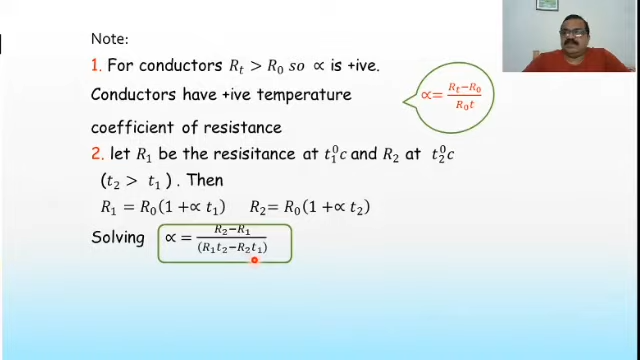 Note:
1. For conductors Rₜ > R₀ so ∝ is +ive.
Conductors have +ive temperature
coefficient of resistance
∝= Rₜ−R₀ / R₀t
2. let R₁ be the resisitance at t₁⁰c and R₂ at t₂⁰c
(t₂ > t₁ ). Then
R₁ = R₀(1 +∝ t₁) R₂= R₀(1 +∝ t₂)
Solving ∝ = R₂−R₁ / (R₁t₂−R₂t₁)